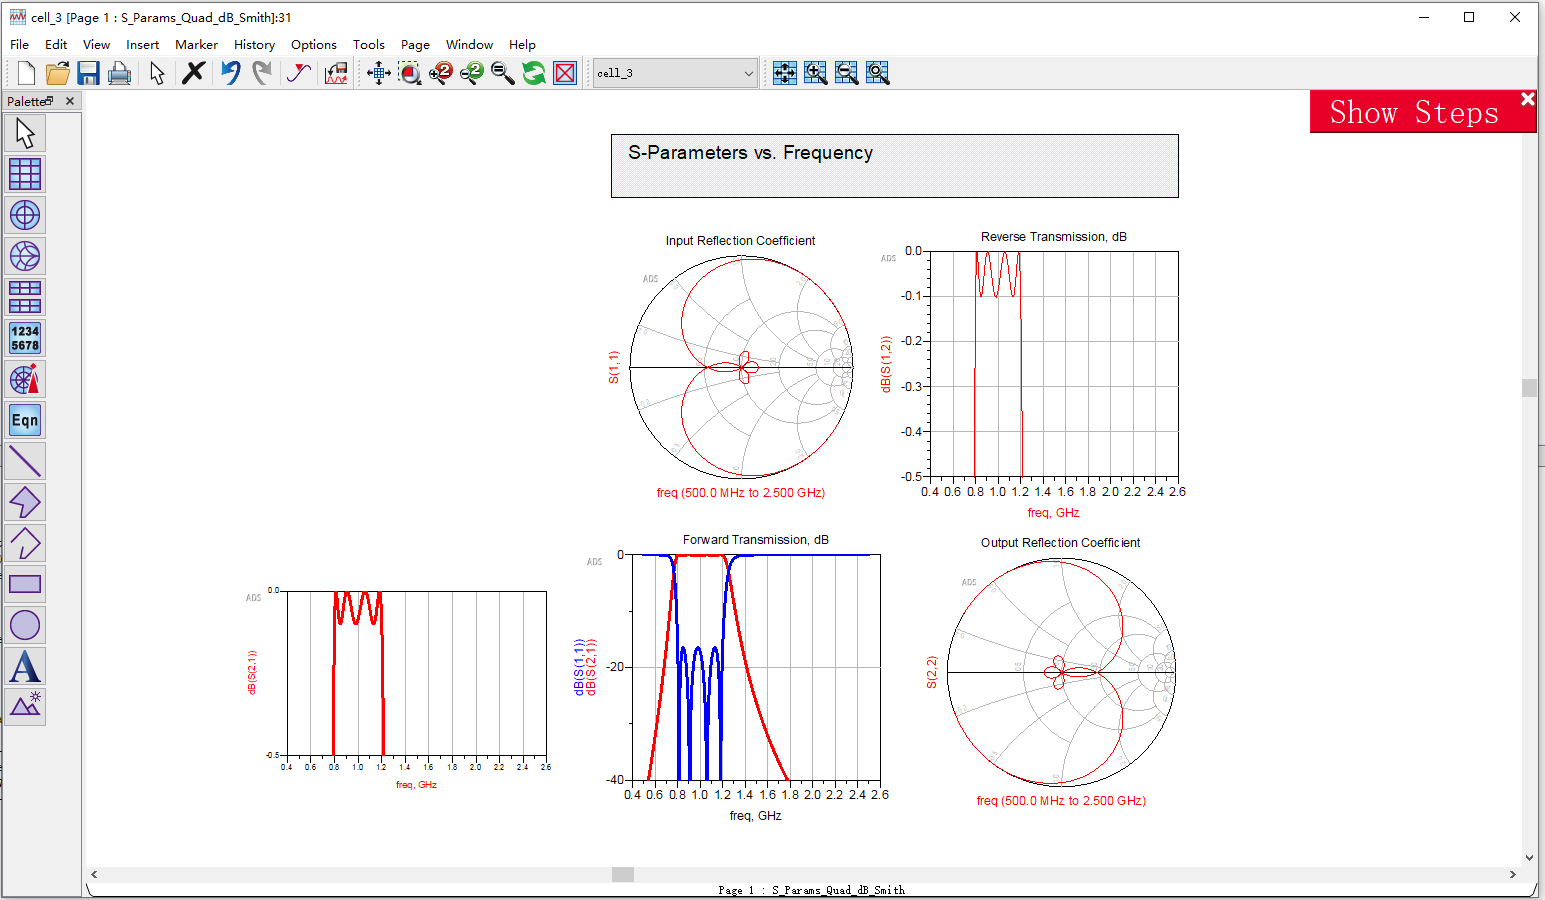 cell_3 [Page 1 : S_Params_Quad_dB_Smith]:31
File Edit View Insert Marker History Options Tools Page Window Help
cell_3
Palette
Show Steps
1234
5678
Eqn
S-Parameters vs. Frequency
Input Reflection Coefficient
ADS
S(1,1)
freq (500.0 MHz to 2.500 GHz)
Reverse Transmission, dB
ADS
dB(S(1,2))
0.0
-0.1
-0.2
-0.3
-0.4
-0.5
0.4 0.6 0.8 1.0 1.2 1.4 1.6 1.8 2.0 2.2 2.4 2.6
freq, GHz
ADS
dB(S(2,1))
0.0
-0.5
0.4 0.6 0.8 1.0 1.2 1.4 1.6 1.8 2.0 2.2 2.4 2.6
freq, GHz
Forward Transmission, dB
ADS
dB(S(1,1))
dB(S(2,1))
0
-20
-40
0.4 0.6 0.8 1.0 1.2 1.4 1.6 1.8 2.0 2.2 2.4 2.6
freq, GHz
Output Reflection Coefficient
ADS
S(2,2)
freq (500.0 MHz to 2.500 GHz)
Page 1 : S_Params_Quad_dB_Smith